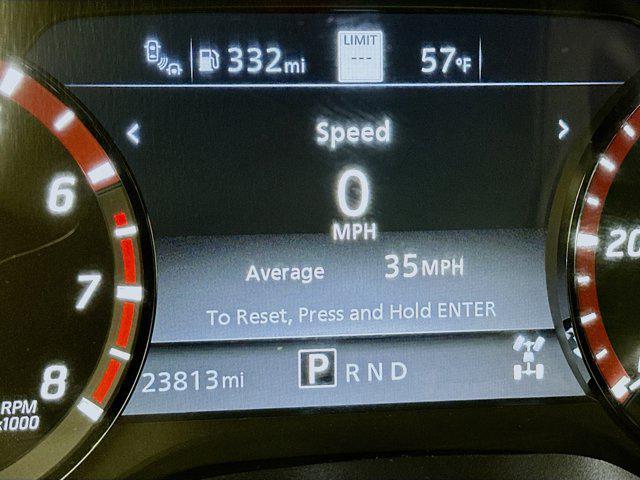 332mi
LIMIT
---
57°F
< Speed >
0
MPH
Average 35MPH
To Reset, Press and Hold ENTER
23813mi
P R N D
6
7
8
RPM
x1000
20